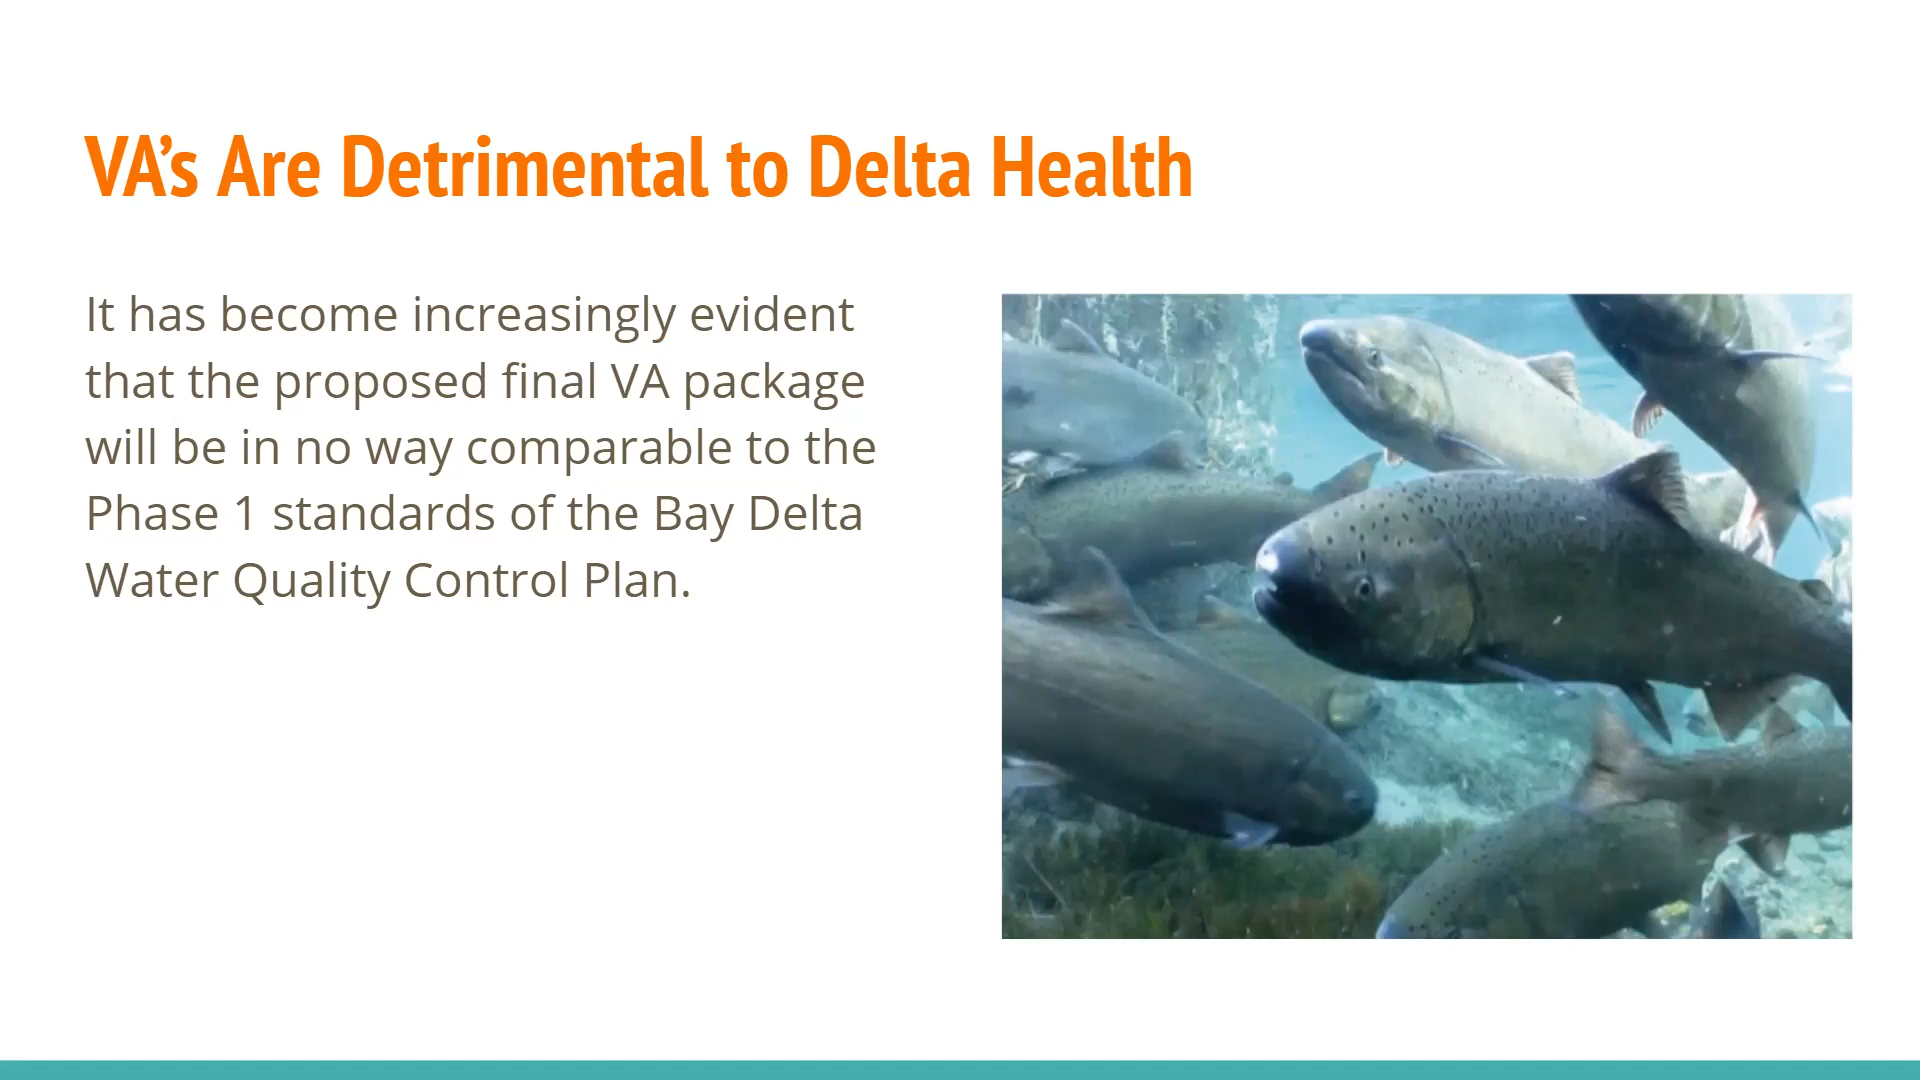 VA’s Are Detrimental to Delta Health
It has become increasingly evident
that the proposed final VA package
will be in no way comparable to the
Phase 1 standards of the Bay Delta
Water Quality Control Plan.